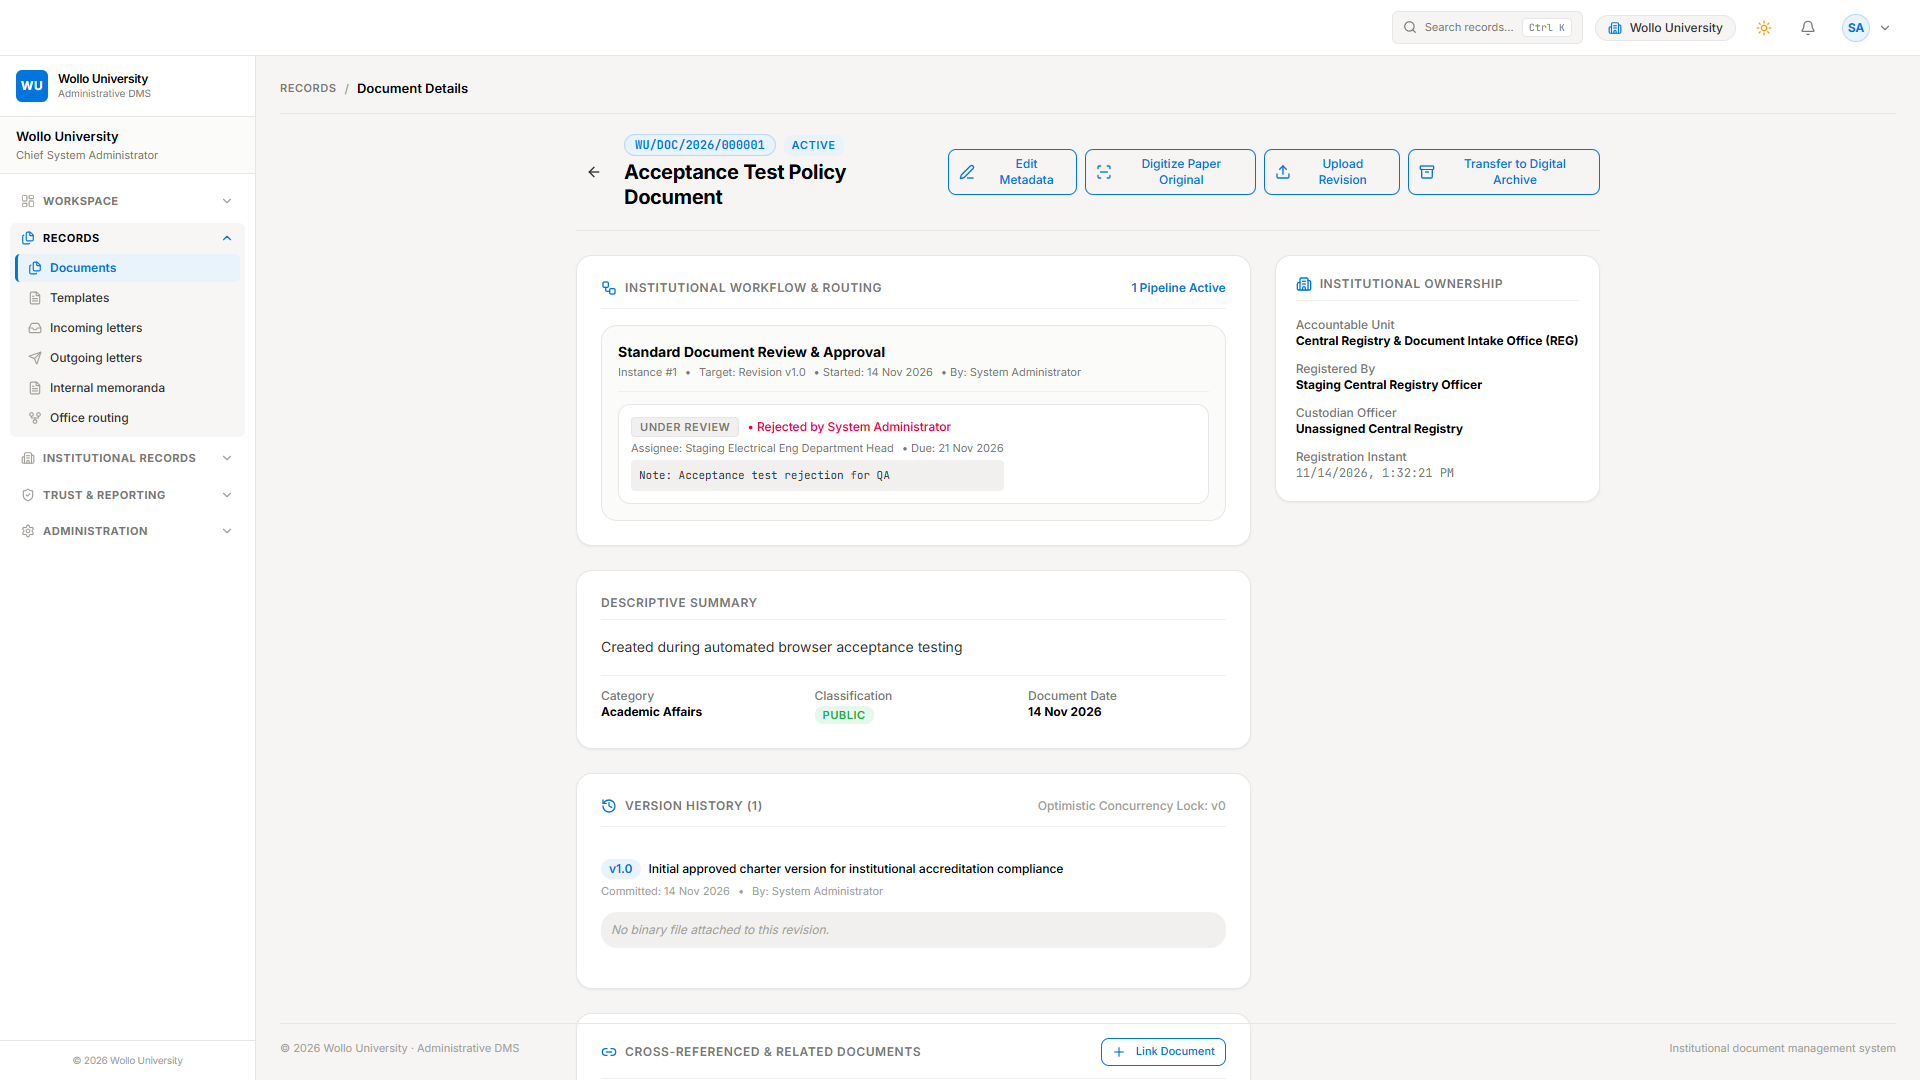 Search records...
Ctrl K
Wollo University
SA
WU
Wollo University
Administrative DMS
Wollo University
Chief System Administrator
WORKSPACE
RECORDS
Documents
Templates
Incoming letters
Outgoing letters
Internal memoranda
Office routing
INSTITUTIONAL RECORDS
TRUST & REPORTING
ADMINISTRATION
© 2026 Wollo University
RECORDS / Document Details
WU/DOC/2026/000001
ACTIVE
Acceptance Test Policy
Document
Edit
Metadata
Digitize Paper
Original
Upload
Revision
Transfer to Digital
Archive
INSTITUTIONAL WORKFLOW & ROUTING
1 Pipeline Active
Standard Document Review & Approval
Instance #1 • Target: Revision v1.0 • Started: 14 Nov 2026 • By: System Administrator
UNDER REVIEW • Rejected by System Administrator
Assignee: Staging Electrical Eng Department Head • Due: 21 Nov 2026
Note: Acceptance test rejection for QA
INSTITUTIONAL OWNERSHIP
Accountable Unit
Central Registry & Document Intake Office (REG)
Registered By
Staging Central Registry Officer
Custodian Officer
Unassigned Central Registry
Registration Instant
11/14/2026, 1:32:21 PM
DESCRIPTIVE SUMMARY
Created during automated browser acceptance testing
Category
Academic Affairs
Classification
PUBLIC
Document Date
14 Nov 2026
VERSION HISTORY (1)
Optimistic Concurrency Lock: v0
v1.0 Initial approved charter version for institutional accreditation compliance
Committed: 14 Nov 2026 • By: System Administrator
No binary file attached to this revision.
CROSS-REFERENCED & RELATED DOCUMENTS
Link Document
© 2026 Wollo University · Administrative DMS
Institutional document management system